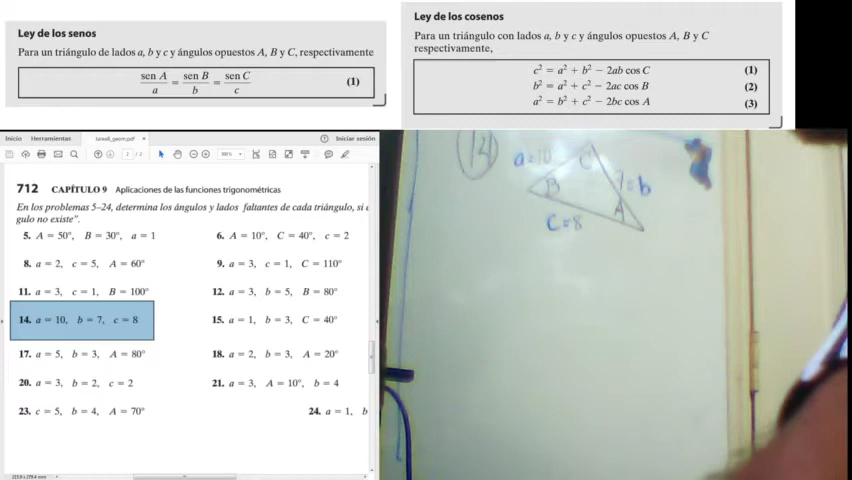 Ley de los senos
Para un triángulo de lados a, b y c y ángulos opuestos A, B y C, respectivamente
sen A / a = sen B / b = sen C / c (1)
Ley de los cosenos
Para un triángulo con lados a, b y c y ángulos opuestos A, B y C
respectivamente,
c² = a² + b² − 2ab cos C (1)
b² = a² + c² − 2ac cos B (2)
a² = b² + c² − 2bc cos A (3)
Inicio Herramientas tarea8_geom.pdf × Iniciar sesión
2 / 2
712 CAPÍTULO 9 Aplicaciones de las funciones trigonométricas
En los problemas 5–24, determina los ángulos y lados faltantes de cada triángulo, si
gulo no existe".
5. A = 50°, B = 30°, a = 1 6. A = 10°, C = 40°, c = 2
8. a = 2, c = 5, A = 60° 9. a = 3, c = 1, C = 110°
11. a = 3, c = 1, B = 100° 12. a = 3, b = 5, B = 80°
14. a = 10, b = 7, c = 8 15. a = 1, b = 3, C = 40°
17. a = 5, b = 3, A = 80° 18. a = 2, b = 3, A = 20°
20. a = 3, b = 2, c = 2 21. a = 3, A = 10°, b = 4
23. c = 5, b = 4, A = 70° 24. a = 1, b
14
a=10 C
B 7=b
A
C=8